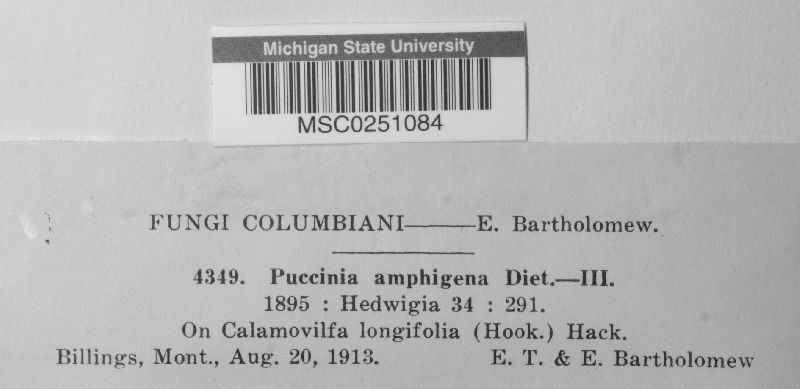 Michigan State University
MSC0251084
FUNGI COLUMBIANI———E. Bartholomew.
4349. Puccinia amphigena Diet.—III.
1895 : Hedwigia 34 : 291.
On Calamovilfa longifolia (Hook.) Hack.
Billings, Mont., Aug. 20, 1913. E. T. & E. Bartholomew